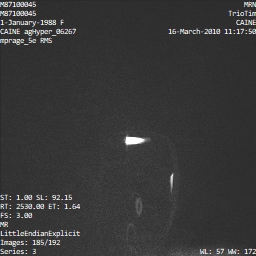 M87100045
M87100045
1-January-1988 F
CAINE agHyper_06267
mprage_5e RMS
MRN
TrioTim
CAINE
16-March-2010 11:17:50
ST: 1.00 SL: 92.15
RT: 2530.00 ET: 1.64
FS: 3.00
MR
LittleEndianExplicit
Images: 185/192
Series: 3
WL: 57 WW: 172